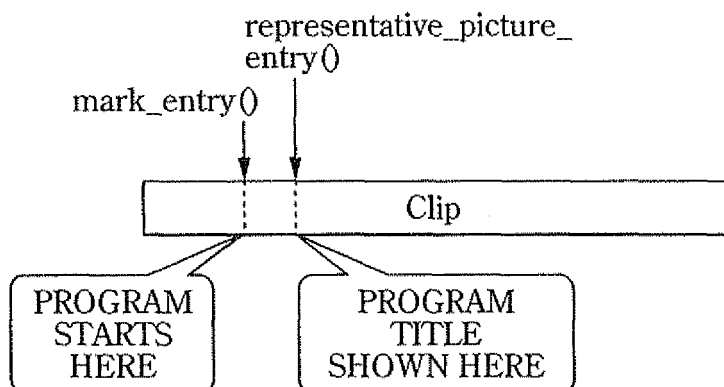 representative_picture_
entry()
mark_entry()
Clip
PROGRAM
STARTS
HERE
PROGRAM
TITLE
SHOWN HERE